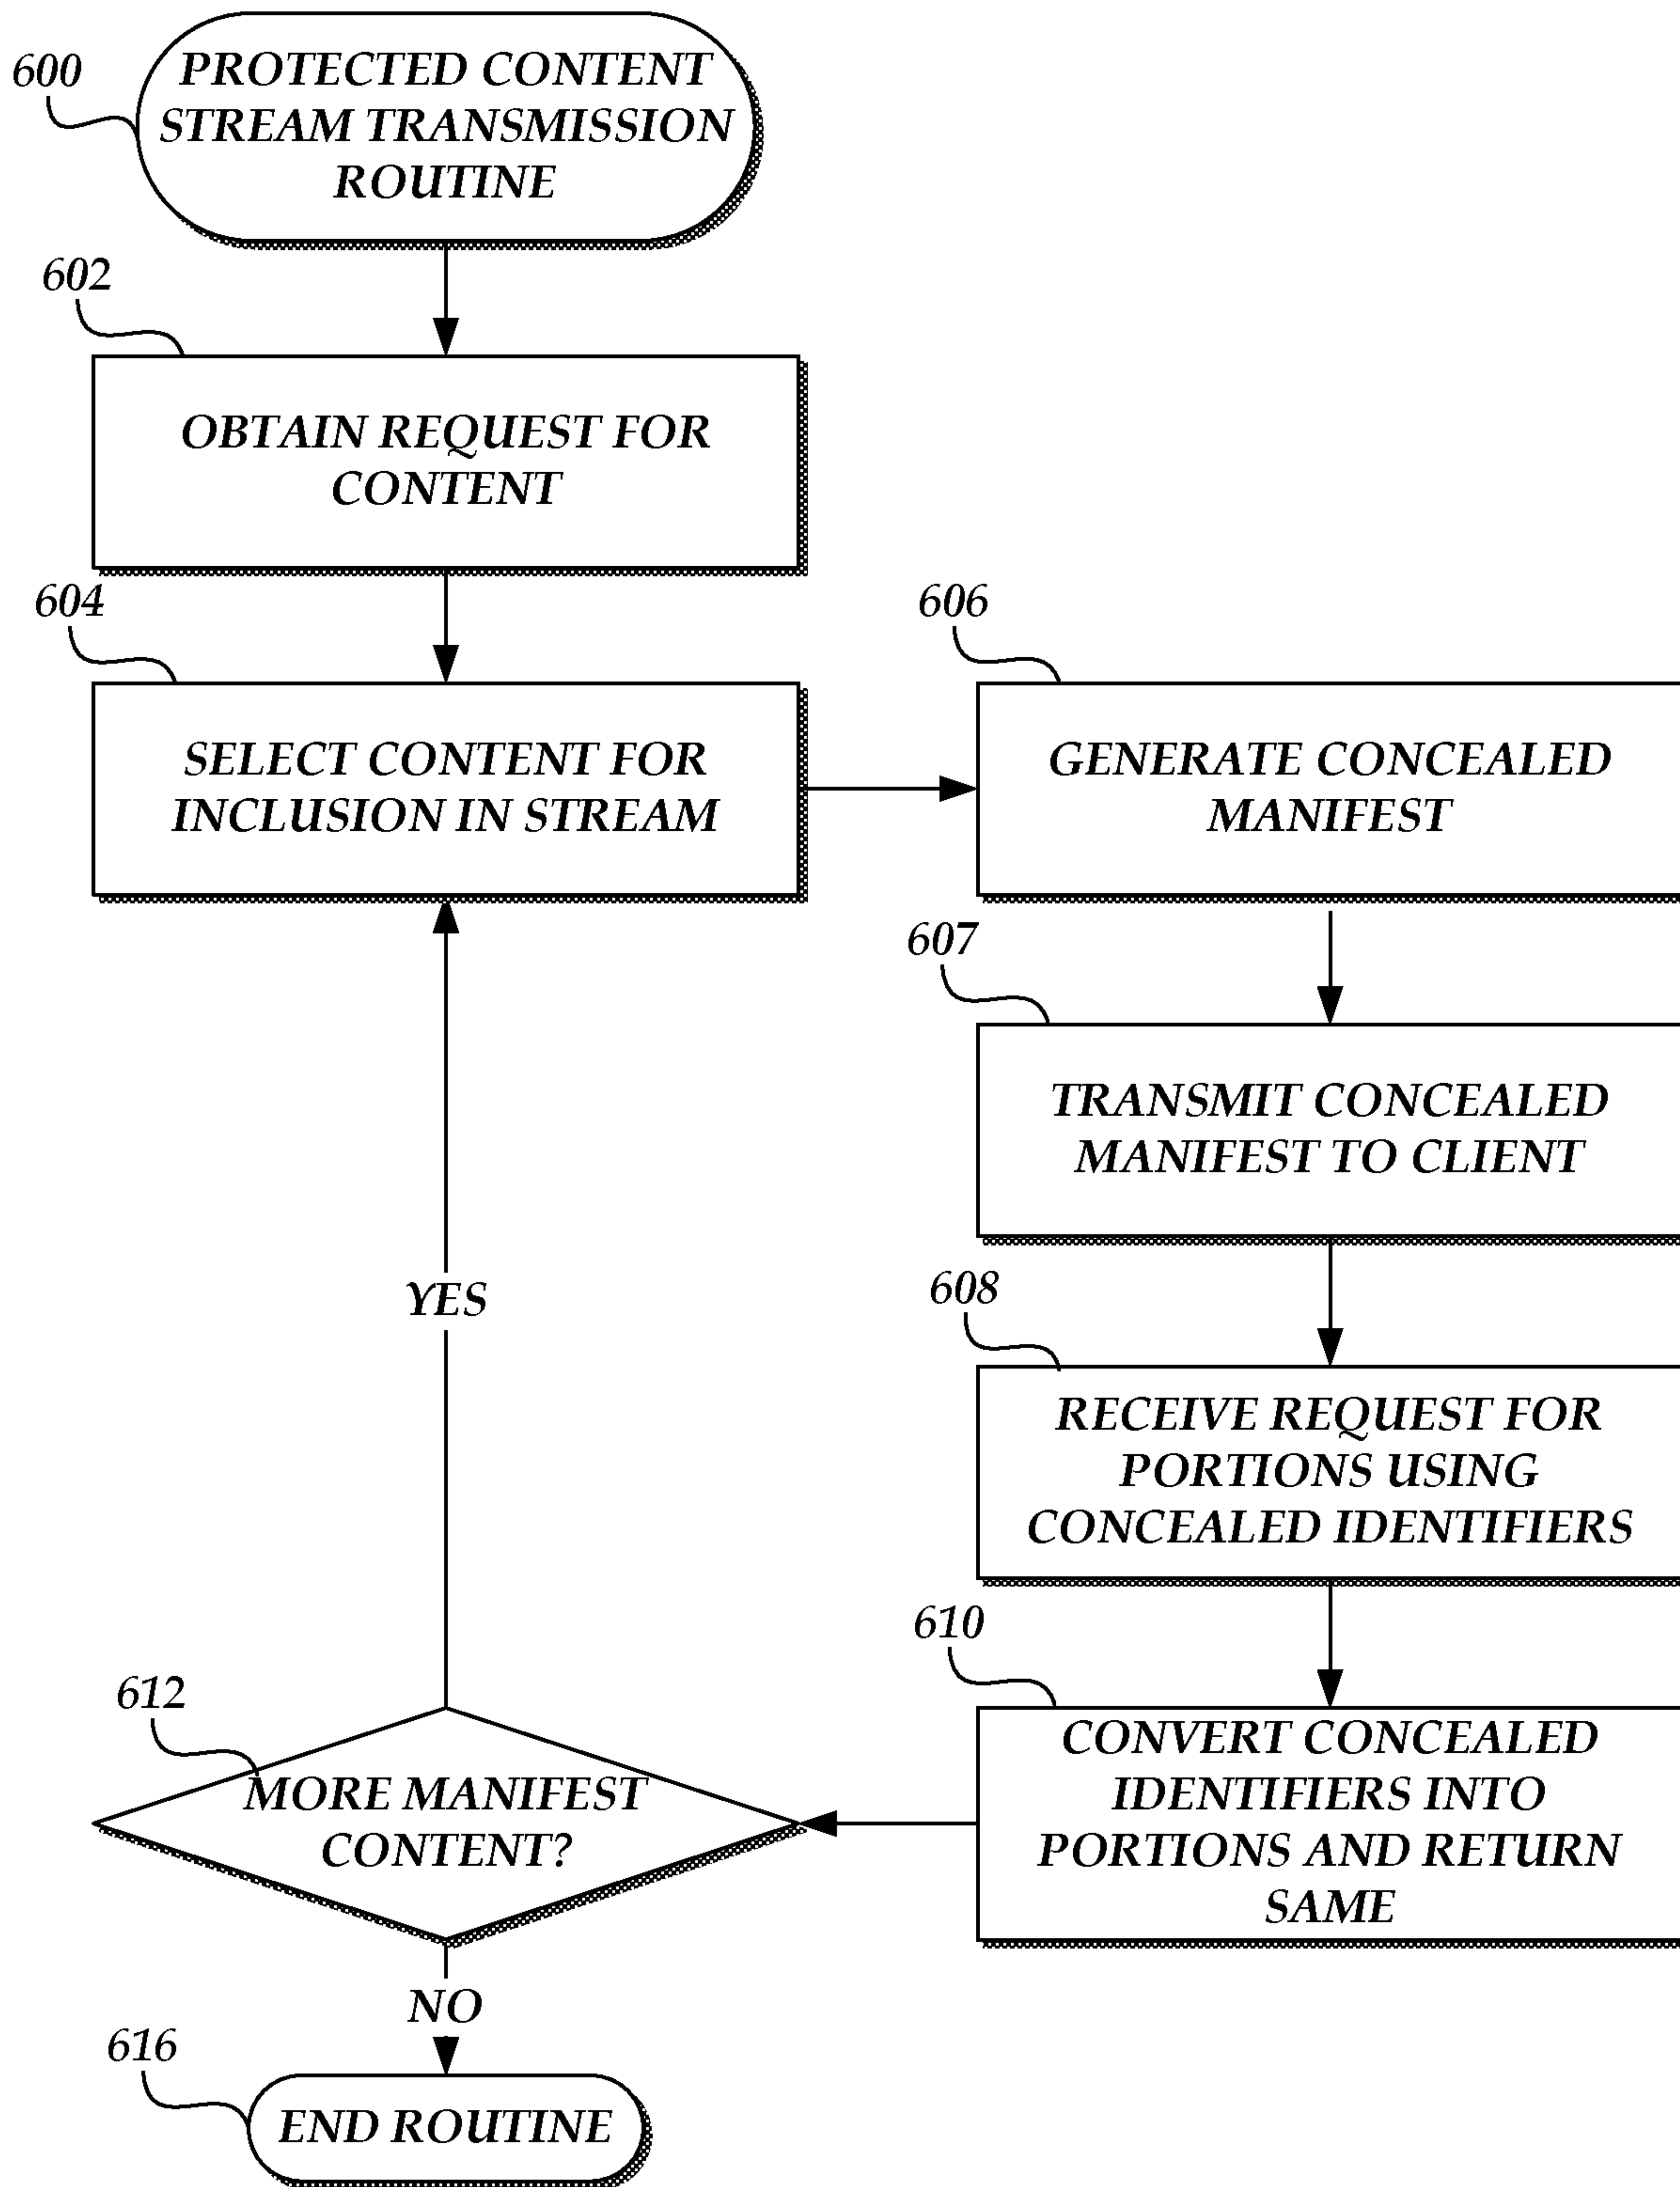 600
PROTECTED CONTENT
STREAM TRANSMISSION
ROUTINE
602
OBTAIN REQUEST FOR
CONTENT
604
SELECT CONTENT FOR
INCLUSION IN STREAM
606
GENERATE CONCEALED
MANIFEST
607
TRANSMIT CONCEALED
MANIFEST TO CLIENT
608
RECEIVE REQUEST FOR
PORTIONS USING
CONCEALED IDENTIFIERS
610
CONVERT CONCEALED
IDENTIFIERS INTO
PORTIONS AND RETURN
SAME
612
MORE MANIFEST
CONTENT?
YES
NO
616
END ROUTINE